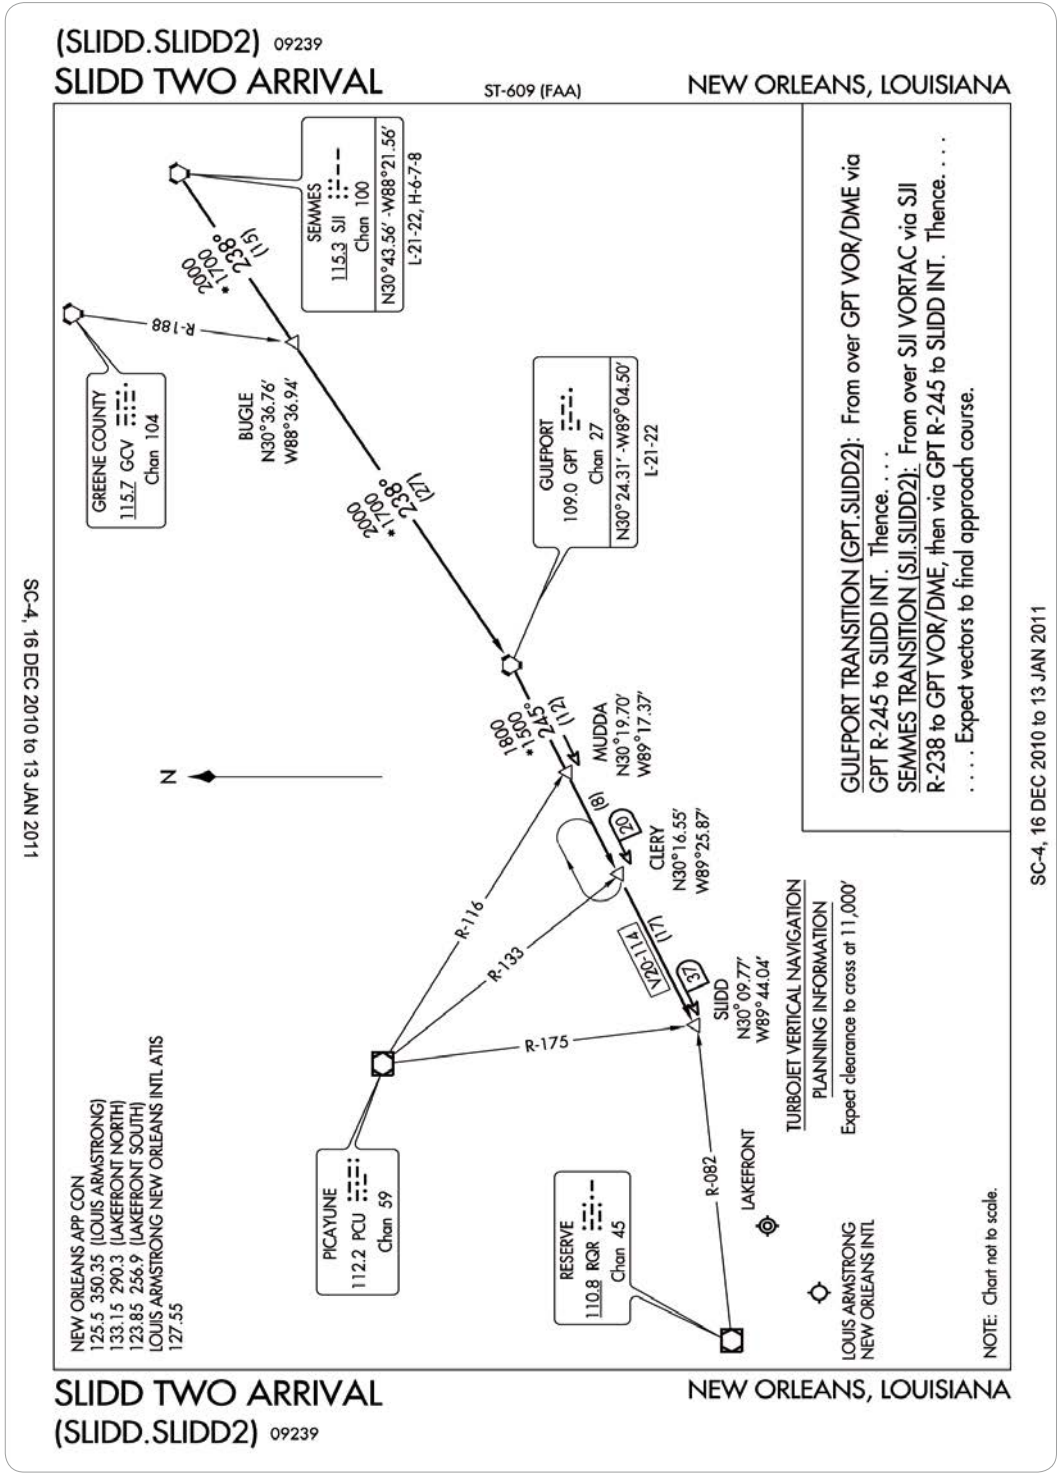 (SLIDD.SLIDD2) 09239
SLIDD TWO ARRIVAL
ST-609 (FAA)
NEW ORLEANS, LOUISIANA
SC-4, 16 DEC 2010 to 13 JAN 2011
SC-4, 16 DEC 2010 to 13 JAN 2011
NEW ORLEANS APP CON
125.5 350.35 (LOUIS ARMSTRONG)
133.15 290.3 (LAKEFRONT NORTH)
123.85 256.9 (LAKEFRONT SOUTH)
LOUIS ARMSTRONG NEW ORLEANS INTL ATIS
127.55
GREENE COUNTY
115.7 GCV
Chan 104
R-188
SEMMES
115.3 SJI
Chan 100
N30°43.56′ -W88°21.56′
L-21-22, H-6-7-8
2000
*1700
238°
(15)
BUGLE
N30°36.76′
W88°36.94′
2000
*1700
238°
(27)
GULFPORT
109.0 GPT
Chan 27
N30°24.31′ -W89°04.50′
L-21-22
1800
*1500
245°
(12)
MUDDA
N30°19.70′
W89°17.37′
N
(8)
20
CLERY
N30°16.55′
W89°25.87′
V20-114
(17)
37
SLIDD
N30°09.77′
W89°44.04′
R-116
R-133
R-175
PICAYUNE
112.2 PCU
Chan 59
RESERVE
110.8 RQR
Chan 45
R-082
LAKEFRONT
LOUIS ARMSTRONG
NEW ORLEANS INTL
TURBOJET VERTICAL NAVIGATION
PLANNING INFORMATION
Expect clearance to cross at 11,000′
NOTE: Chart not to scale.
GULFPORT TRANSITION (GPT.SLIDD2): From over GPT VOR/DME via
GPT R-245 to SLIDD INT. Thence. . . .
SEMMES TRANSITION (SJI.SLIDD2): From over SJI VORTAC via SJI
R-238 to GPT VOR/DME, then via GPT R-245 to SLIDD INT. Thence. . . .
. . . . Expect vectors to final approach course.
SLIDD TWO ARRIVAL
(SLIDD.SLIDD2) 09239
NEW ORLEANS, LOUISIANA